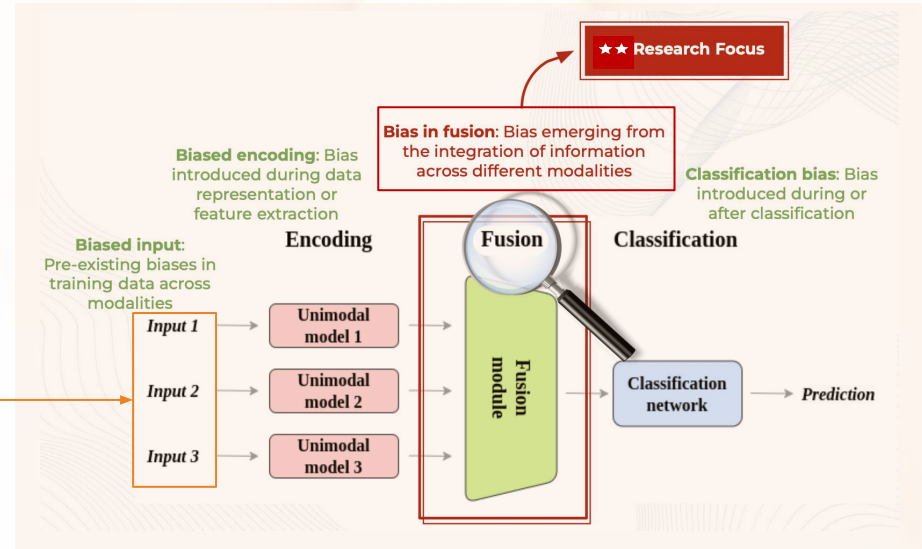 ★★ Research Focus
Bias in fusion: Bias emerging from
the integration of information
across different modalities
Biased encoding: Bias
introduced during data
representation or
feature extraction
Classification bias: Bias
introduced during or
after classification
Biased input:
Pre-existing biases in
training data across
modalities
Encoding
Fusion
Classification
Input 1
Unimodal
model 1
Input 2
Unimodal
model 2
Input 3
Unimodal
model 3
Fusion
module
Classification
network
Prediction